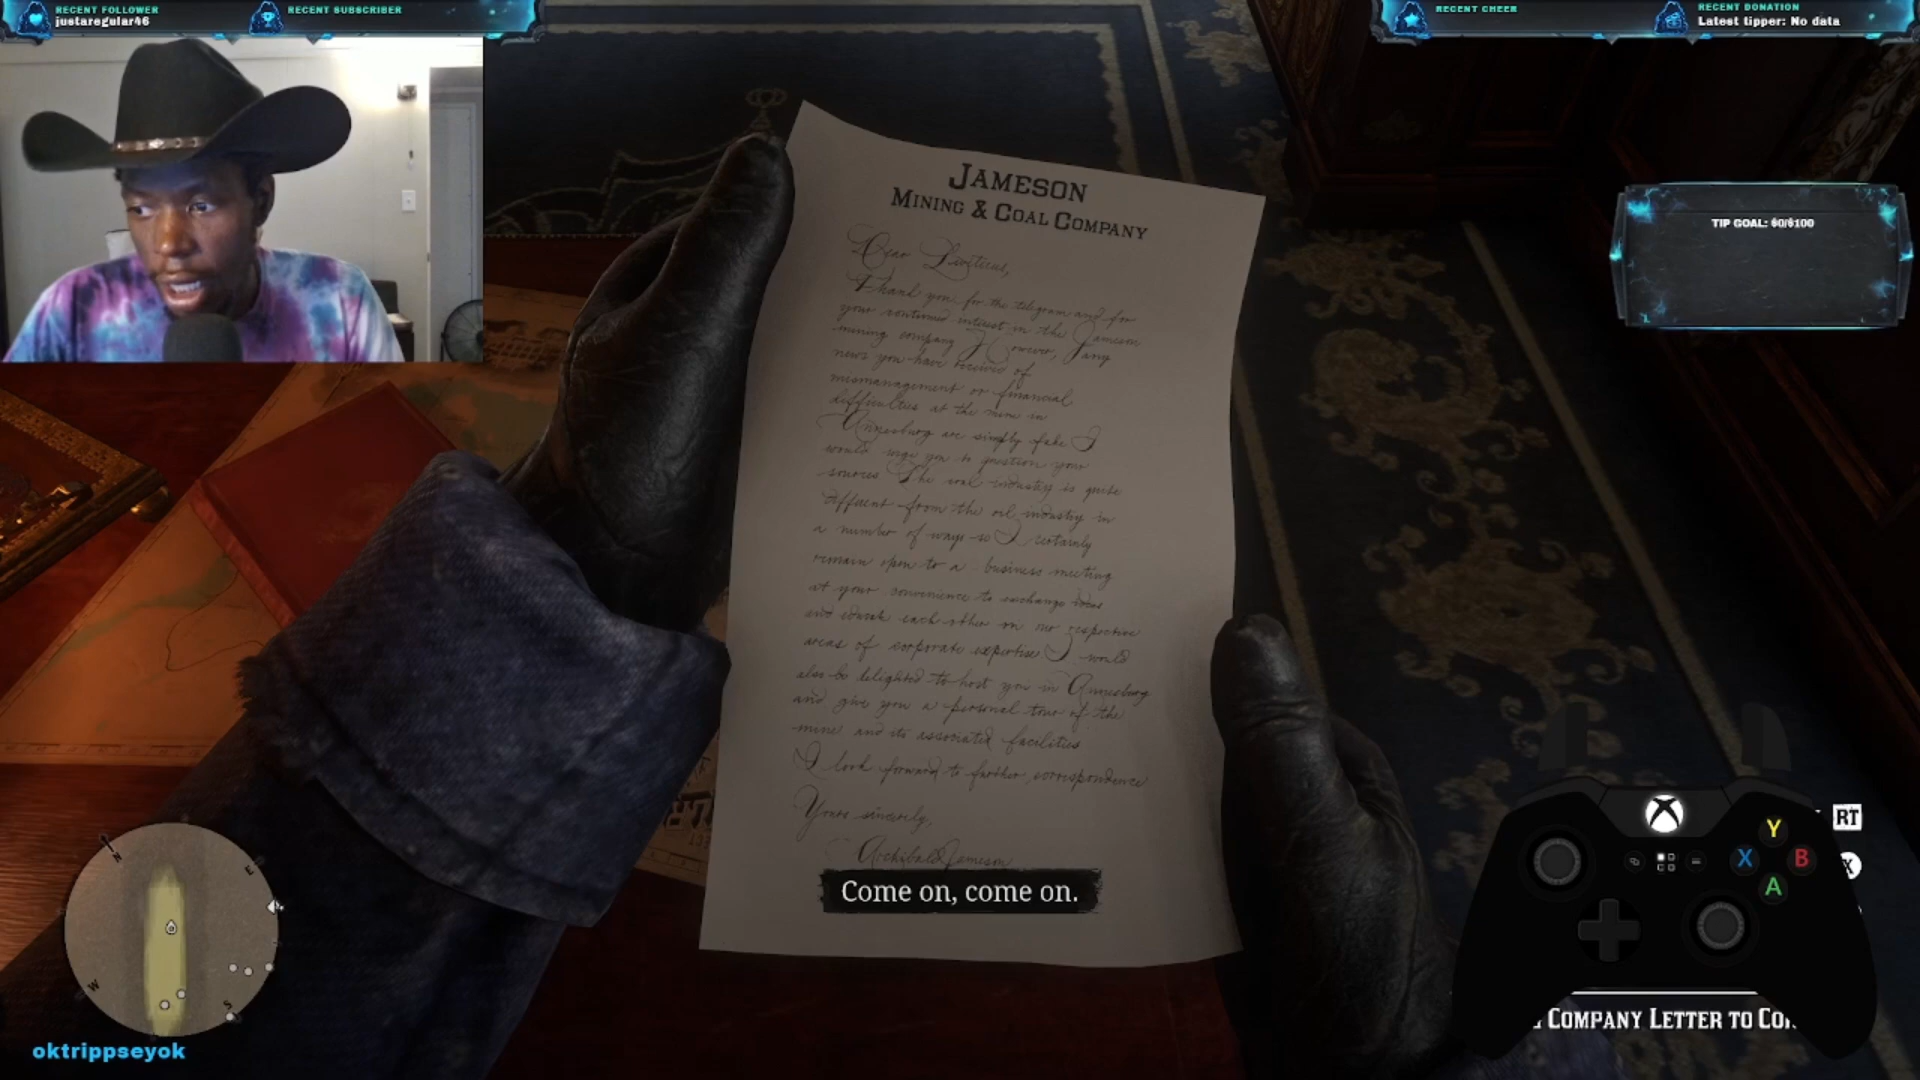 RECENT FOLLOWER
justaregular46
RECENT SUBSCRIBER
RECENT CHEER
RECENT DONATION
Latest tipper: No data
TIP GOAL: $0/$100
JAMESON
MINING & COAL COMPANY
Dear Leviticus,
Thank you for the telegram and for
your continued interest in the Jameson
mining company However, any
news you have received of
mismanagement or financial
difficulties at the mine in
Annesburg are simply fake I
would urge you to question your
sources The coal industry is quite
different from the oil industry in
a number of ways so I certainly
remain open to a business meeting
at your convenience to exchange ideas
and educate each other on our respective
areas of corporate expertise I would
also be delighted to host you in Annesburg
and give you a personal tour of the
mine and its associated facilities
I look forward to further correspondence
Yours sincerely,
Archibald Jameson
Come on, come on.
N
E
W
S
oktrippseyok
RT
Y
X
B
A
X
COMPANY LETTER TO